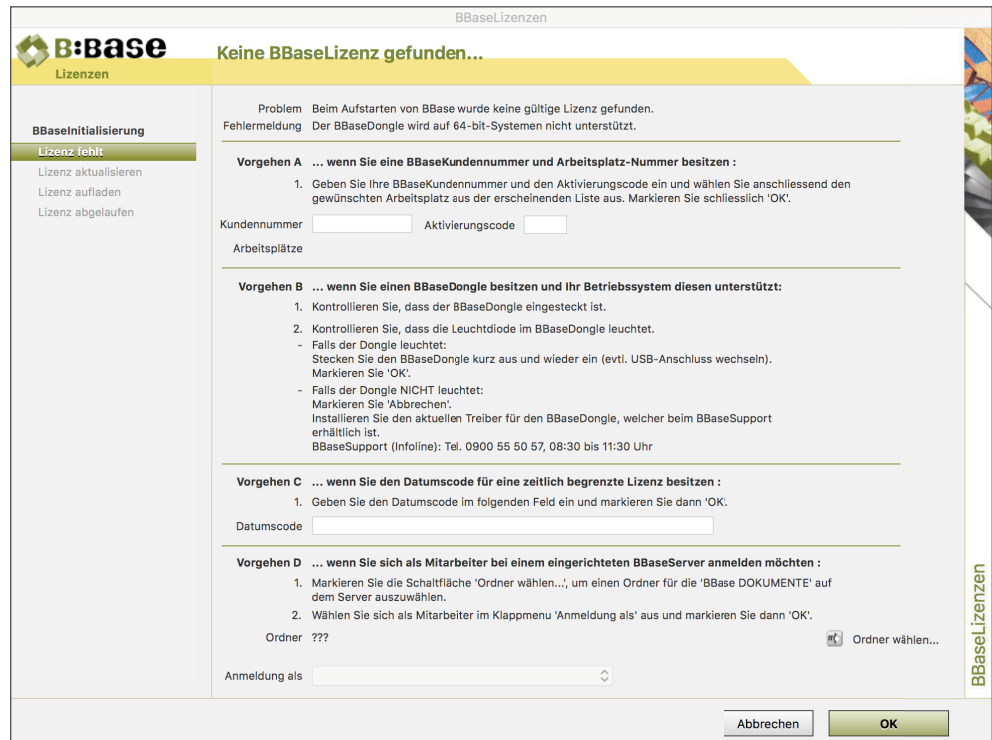 BBaseLizenzen
B:BASE
Lizenzen
Keine BBaseLizenz gefunden...
BBaseInitialisierung
Lizenz fehlt
Lizenz aktualisieren
Lizenz aufladen
Lizenz abgelaufen
Problem Beim Aufstarten von BBase wurde keine gültige Lizenz gefunden.
Fehlermeldung Der BBaseDongle wird auf 64-bit-Systemen nicht unterstützt.
Vorgehen A ... wenn Sie eine BBaseKundennummer und Arbeitsplatz-Nummer besitzen :
1. Geben Sie Ihre BBaseKundennummer und den Aktivierungscode ein und wählen Sie anschliessend den
gewünschten Arbeitsplatz aus der erscheinenden Liste aus. Markieren Sie schliesslich 'OK'.
Kundennummer Aktivierungscode
Arbeitsplätze
Vorgehen B ... wenn Sie einen BBaseDongle besitzen und Ihr Betriebssystem diesen unterstützt:
1. Kontrollieren Sie, dass der BBaseDongle eingesteckt ist.
2. Kontrollieren Sie, dass die Leuchtdiode im BBaseDongle leuchtet.
- Falls der Dongle leuchtet:
Stecken Sie den BBaseDongle kurz aus und wieder ein (evtl. USB-Anschluss wechseln).
Markieren Sie 'OK'.
- Falls der Dongle NICHT leuchtet:
Markieren Sie 'Abbrechen'.
Installieren Sie den aktuellen Treiber für den BBaseDongle, welcher beim BBaseSupport
erhältlich ist.
BBaseSupport (Infoline): Tel. 0900 55 50 57, 08:30 bis 11:30 Uhr
Vorgehen C ... wenn Sie den Datumscode für eine zeitlich begrenzte Lizenz besitzen :
1. Geben Sie den Datumscode im folgenden Feld ein und markieren Sie dann 'OK'.
Datumscode
Vorgehen D ... wenn Sie sich als Mitarbeiter bei einem eingerichteten BBaseServer anmelden möchten :
1. Markieren Sie die Schaltfläche 'Ordner wählen...', um einen Ordner für die 'BBase DOKUMENTE' auf
dem Server auszuwählen.
2. Wählen Sie sich als Mitarbeiter im Klappmenu 'Anmeldung als' aus und markieren Sie dann 'OK'.
Ordner ???
Ordner wählen...
Anmeldung als
BBaseLizenzen
Abbrechen
OK